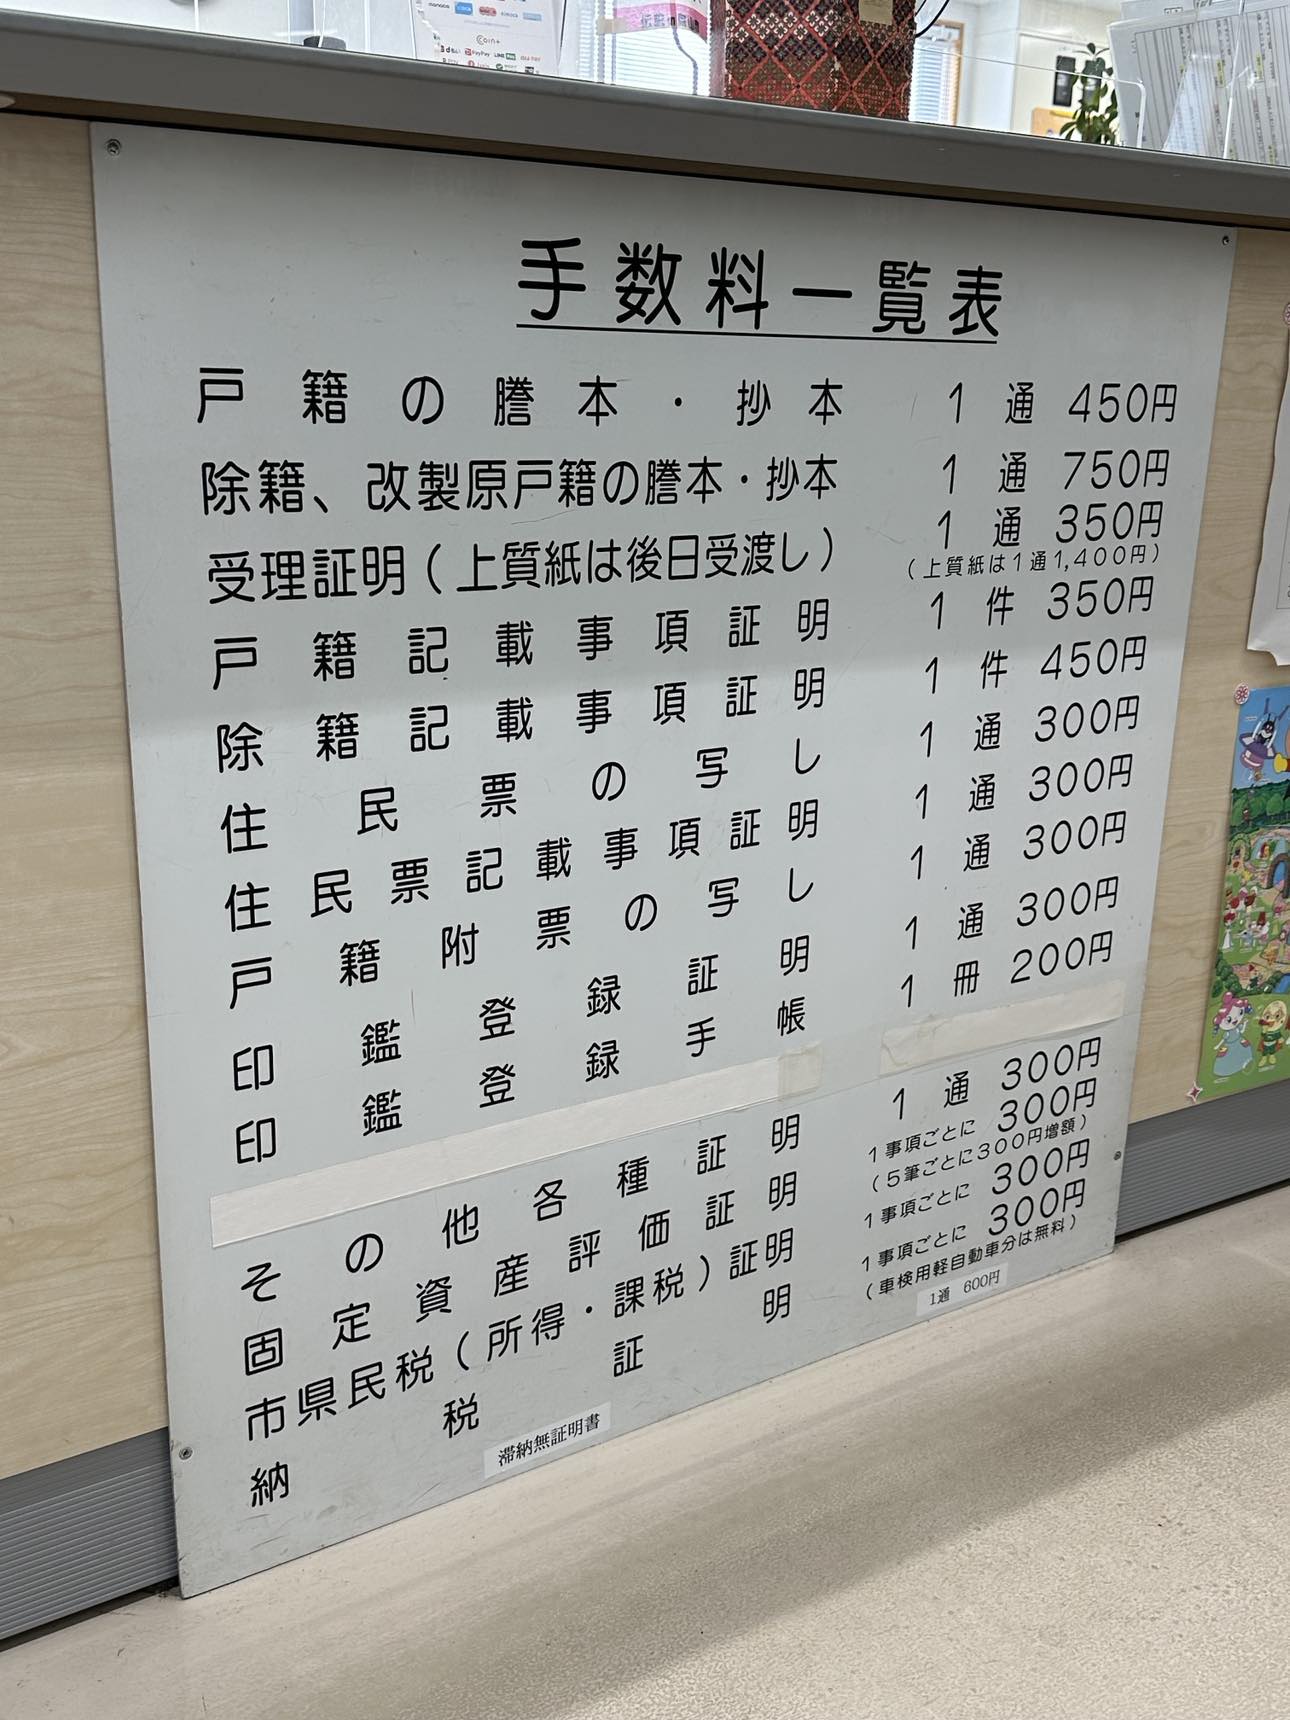 Coin+
PayPay
手数料一覧表
戸籍の謄本・抄本 1通 450円
除籍、改製原戸籍の謄本・抄本 1通 750円
受理証明(上質紙は後日受渡し) 1通 350円
(上質紙は1通1,400円)
戸籍記載事項証明 1件 350円
除籍記載事項証明 1件 450円
住民票の写し 1通 300円
住民票記載事項証明 1通 300円
戸籍附票の写し 1通 300円
印鑑登録証明 1通 300円
印鑑登録手帳 1冊 200円
その他各種証明 1通 300円
固定資産評価証明 1事項ごとに 300円
(5筆ごとに300円増額)
市県民税(所得・課税)証明 1事項ごとに 300円
納税証明 1事項ごとに 300円
(車検用軽自動車分は無料)
滞納無証明書 1通 600円